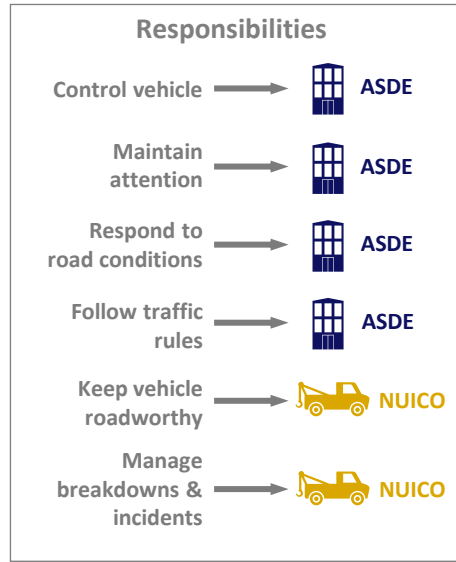 Responsibilities
Control vehicle
ASDE
Maintain
attention
ASDE
Respond to
road conditions
ASDE
Follow traffic
rules
ASDE
Keep vehicle
roadworthy
NUICO
Manage
breakdowns &
incidents
NUICO